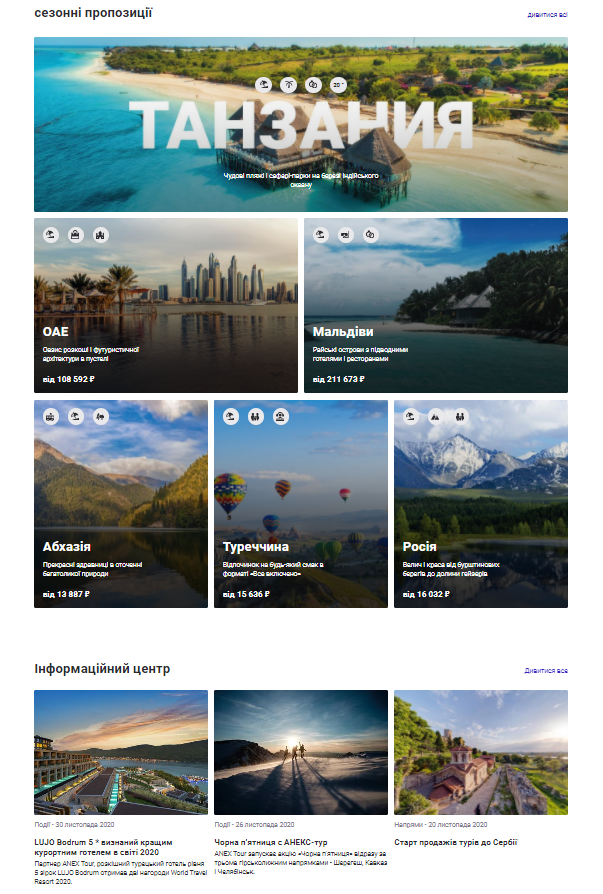 сезонні пропозиції
дивитися всі
20°
ТАНЗАНИЯ
Чудові пляжі і сафарі-парки на березі Індійського
океану
ОАЕ
Оазис розкоші і футуристичної
архітектури в пустелі
від 108 592 ₽
Мальдіви
Райські острови з підводними
готелями і ресторанами
від 211 673 ₽
Абхазія
Прекрасні здравниці в оточенні
багатоликої природи
від 13 887 ₽
Туреччина
Відпочинок на будь-який смак в
форматі «Все включено»
від 15 636 ₽
Росія
Велич і краса від бурштинових
берегів до долини гейзерів
від 16 032 ₽
Інформаційний центр
Дивитися все
Події - 30 листопада 2020
LUJO Bodrum 5 * визнаний кращим
курортним готелем в світі 2020
Партнер ANEX Tour, розкішний турецький готель рівня
5 зірок LUJO Bodrum отримав дві нагороди World Travel
Resort 2020.
Події - 26 листопада 2020
Чорна п'ятниця с АНЕКС-тур
ANEX Tour запускає акцію «Чорна п'ятниця» відразу за
трьома гірськолижним напрямками - Шерегеш, Кавказ
і Челябінськ.
Напрями - 20 листопада 2020
Старт продажів турів до Сербії